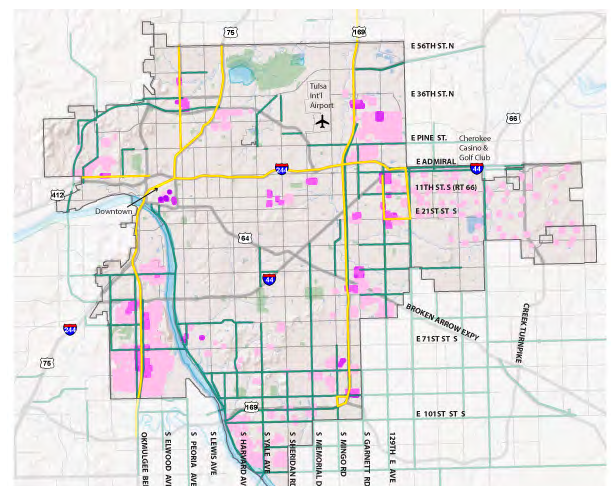 75
169
E 56TH ST. N
E 36TH ST. N
Tulsa
Int'l
Airport
66
E PINE ST.
Cherokee
Casino &
Golf Club
E ADMIRAL
244
44
11TH ST. S (RT 66)
412
Downtown
E 21ST ST S
64
44
BROKEN ARROW EXPY
CREEK TURNPIKE
244
E 71ST ST S
75
169
E 101ST ST S
OKMULGEE BE
S ELWOOD AV
S PEORIA AVE
S LEWIS AVE
S HARVARD AV
S YALE AVE
S SHERIDAN RD
S MEMORIAL D
S MINGO RD
S GARNETT RD
129TH E AVE